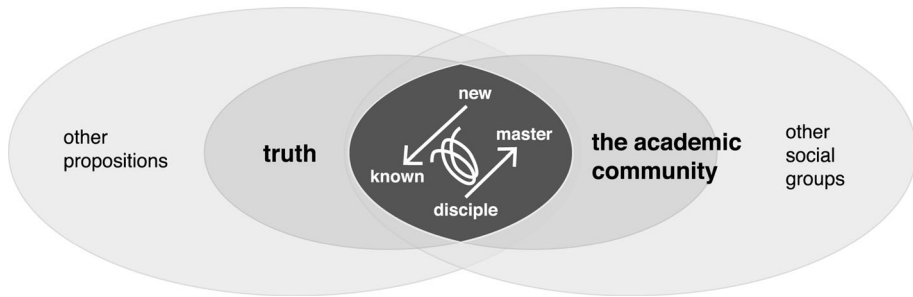 other
propositions
truth
new
known
master
disciple
the academic
community
other
social
groups